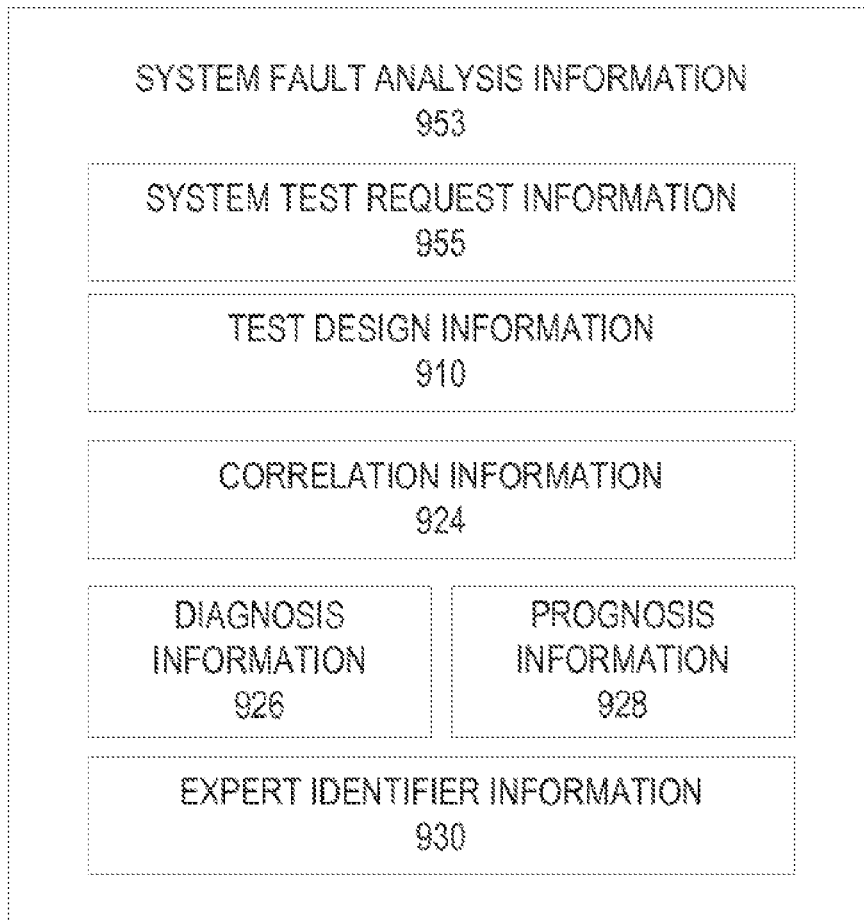 SYSTEM FAULT ANALYSIS INFORMATION
953
SYSTEM TEST REQUEST INFORMATION
955
TEST DESIGN INFORMATION
910
CORRELATION INFORMATION
924
DIAGNOSIS
INFORMATION
926
PROGNOSIS
INFORMATION
928
EXPERT IDENTIFIER INFORMATION
930